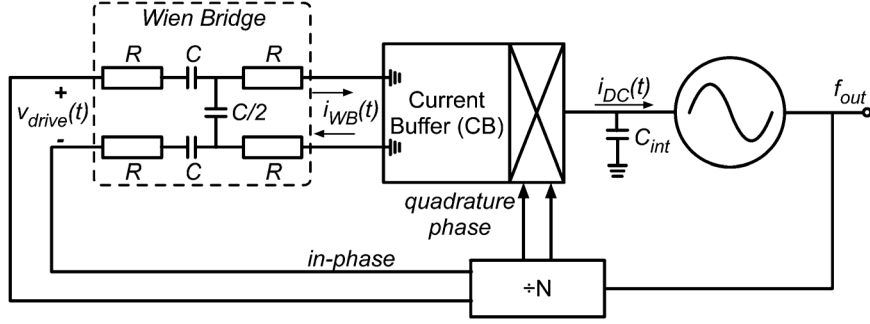 Wien Bridge
R
C
R
+
v_drive(t)
-
C/2
i_WB(t)
R
C
R
Current
Buffer (CB)
i_DC(t)
C_int
f_out
quadrature
phase
in-phase
÷N